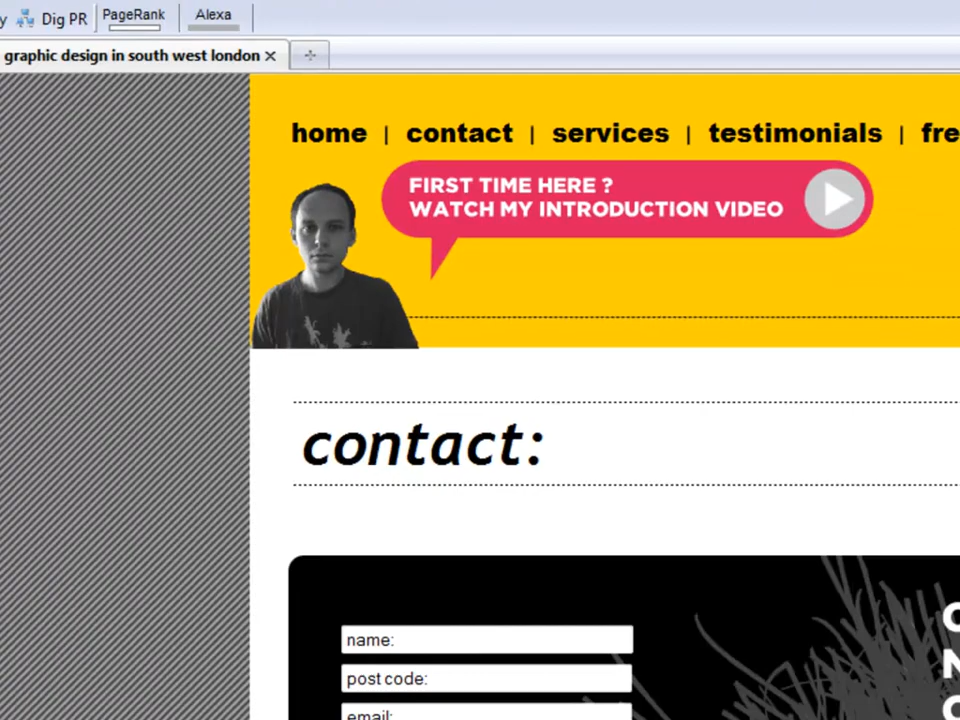 Dig PR PageRank Alexa
graphic design in south west london
home | contact | services | testimonials |
FIRST TIME HERE ?
WATCH MY INTRODUCTION VIDEO
contact:
name:
post code:
email: